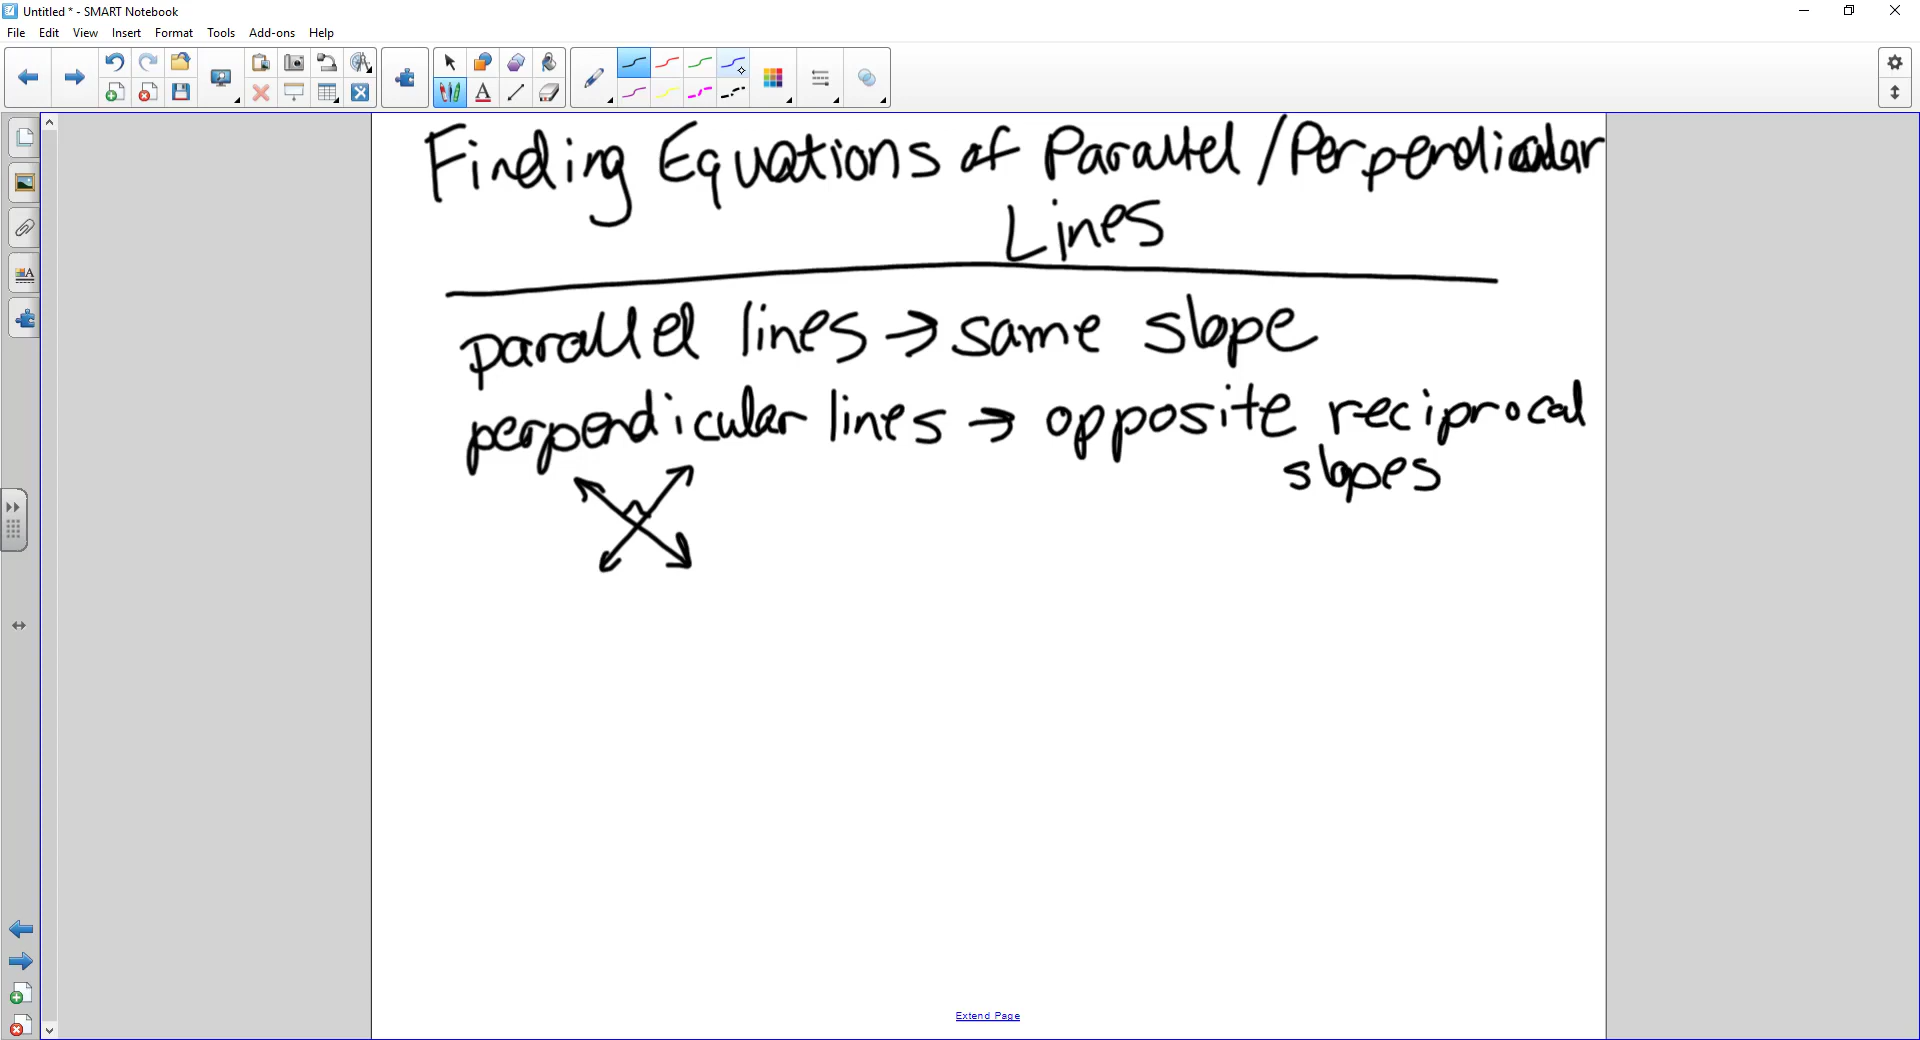 Untitled * - SMART Notebook
File Edit View Insert Format Tools Add-ons Help
Finding Equations of Parallel/Perpendicular
Lines
parallel lines → same slope
perpendicular lines → opposite reciprocal
slopes
Extend Page